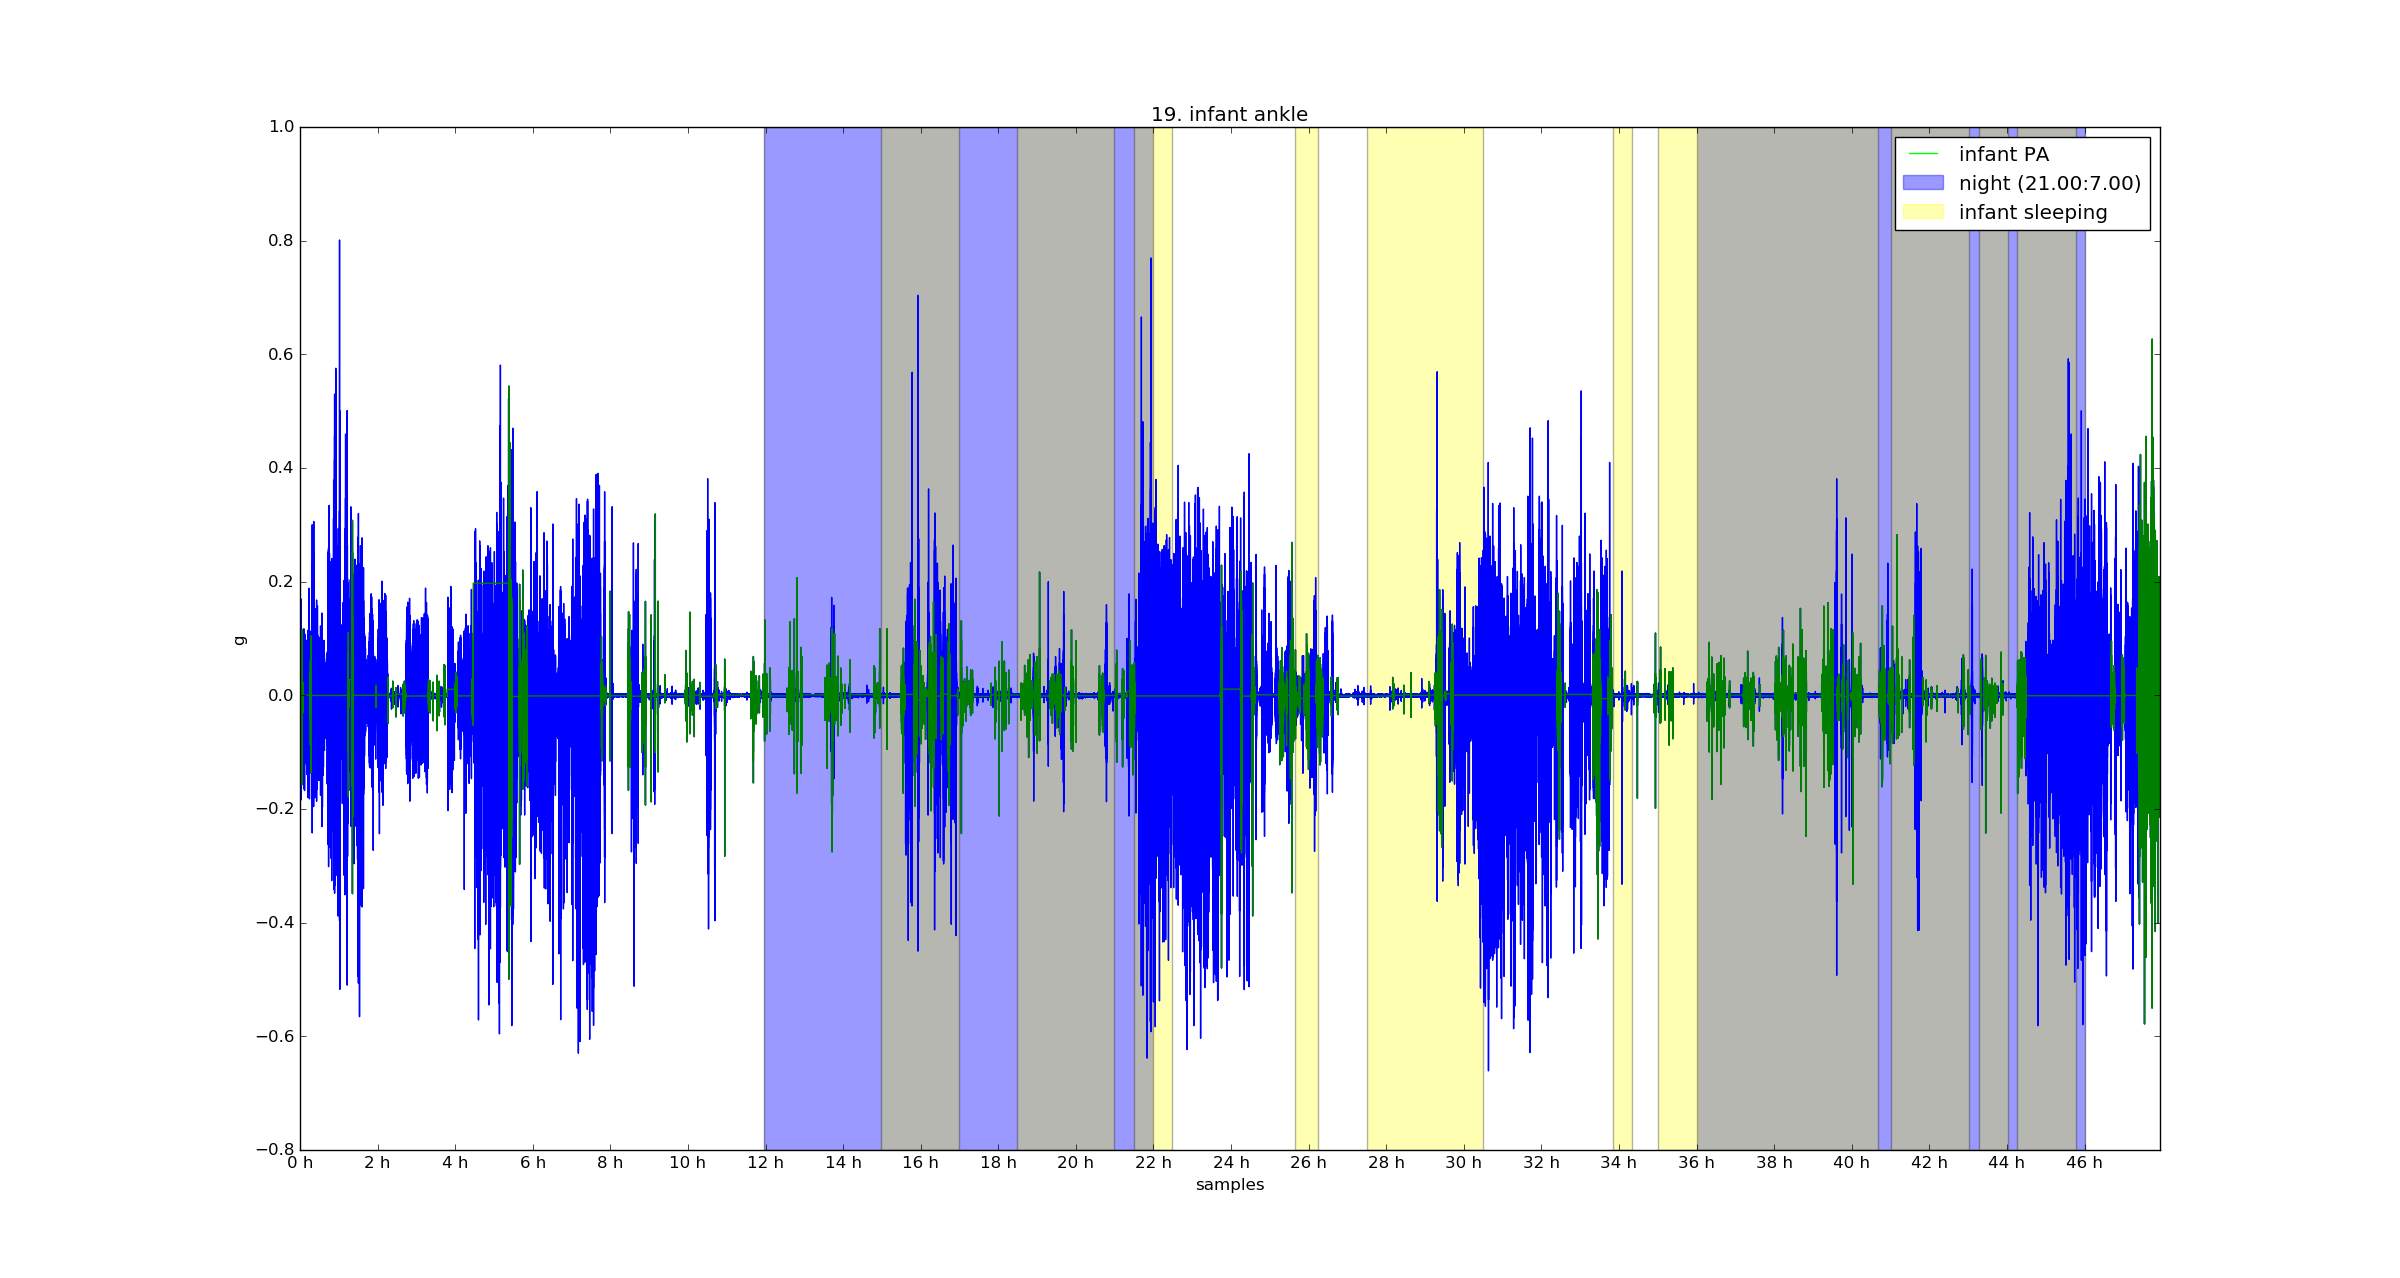 19. infant ankle
1.0
0.8
0.6
0.4
0.2
0.0
−0.2
−0.4
−0.6
−0.8
g
infant PA
night (21.00:7.00)
infant sleeping
0 h 2 h 4 h 6 h 8 h 10 h 12 h 14 h 16 h 18 h 20 h 22 h 24 h 26 h 28 h 30 h 32 h 34 h 36 h 38 h 40 h 42 h 44 h 46 h
samples